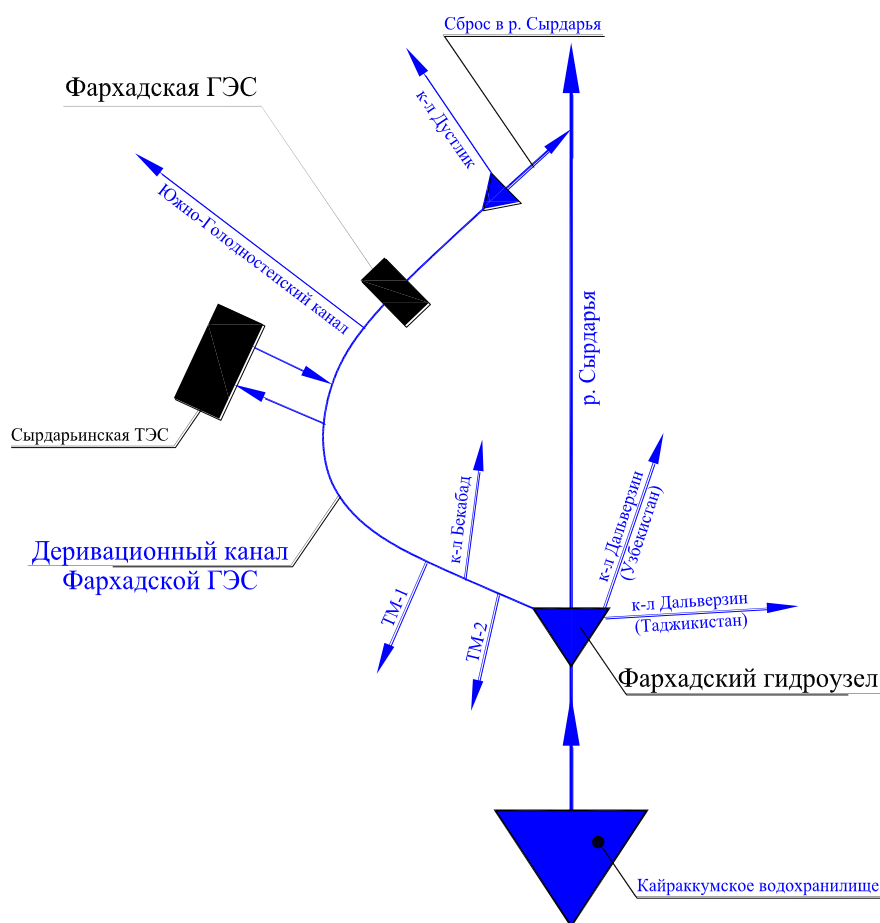 Сброс в р. Сырдарья
Фархадская ГЭС
к-л Дустлик
Южно-Голодностепский канал
р. Сырдарья
Сырдарьинская ТЭС
к-л Бекабад
к-л Дальверзин
(Узбекистан)
Деривационный канал
Фархадской ГЭС
ТМ-1
к-л Дальверзин
(Таджикистан)
ТМ-2
Фархадский гидроузел
Кайраккумское водохранилище